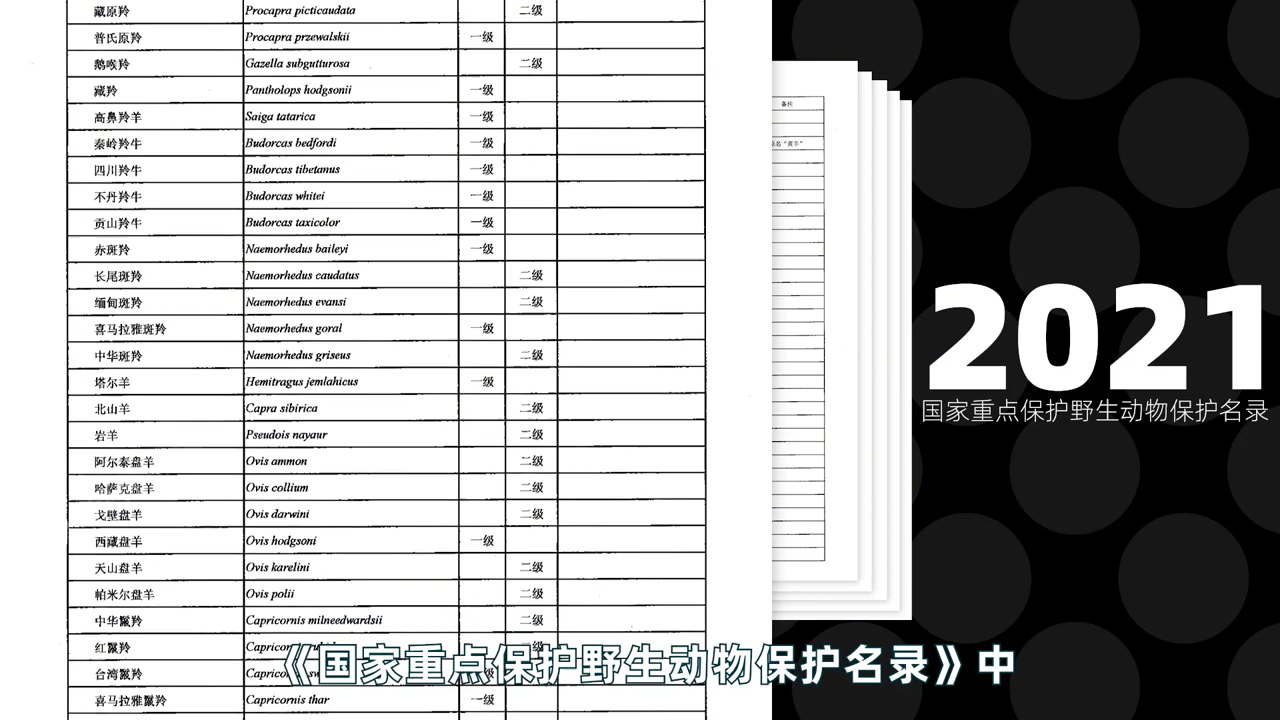 藏原羚 Procapra picticaudata 二级
普氏原羚 Procapra przewalskii 一级
鹅喉羚 Gazella subgutturosa 二级
藏羚 Pantholops hodgsonii 一级
高鼻羚羊 Saiga tatarica 一级
秦岭羚牛 Budorcas bedfordi 一级
四川羚牛 Budorcas tibetanus 一级
不丹羚牛 Budorcas whitei 一级
贡山羚牛 Budorcas taxicolor 一级
赤斑羚 Naemorhedus baileyi 一级
长尾斑羚 Naemorhedus caudatus 二级
缅甸斑羚 Naemorhedus evansi 二级
喜马拉雅斑羚 Naemorhedus goral 一级
中华斑羚 Naemorhedus griseus 二级
塔尔羊 Hemitragus jemlahicus 一级
北山羊 Capra sibirica 二级
岩羊 Pseudois nayaur 二级
阿尔泰盘羊 Ovis ammon 二级
哈萨克盘羊 Ovis collium 二级
戈壁盘羊 Ovis darwini 二级
西藏盘羊 Ovis hodgsoni 一级
天山盘羊 Ovis karelini 二级
帕米尔盘羊 Ovis polii 二级
中华鬣羚 Capricornis milneedwardsii 二级
红鬣羚
台湾鬣羚
喜马拉雅鬣羚 Capricornis thar 一级
备注
原名“黄羊”
2021
国家重点保护野生动物保护名录
《国家重点保护野生动物保护名录》中